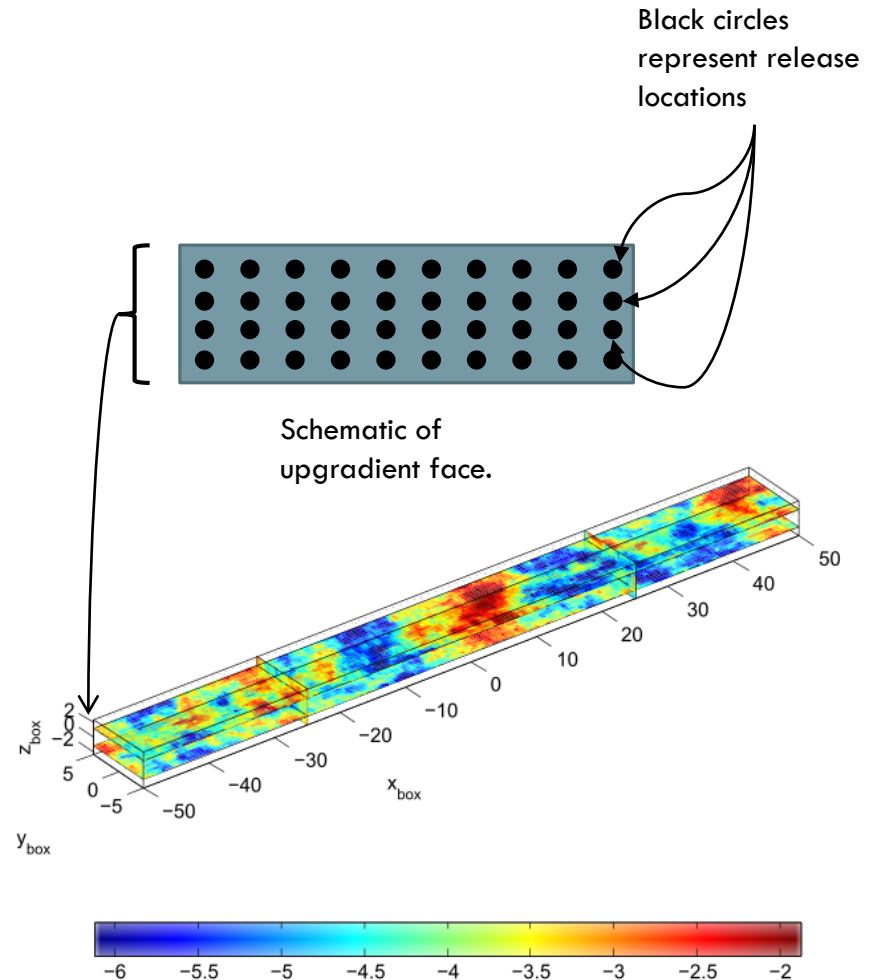 Black circles
represent release
locations
Schematic of
upgradient face.
50
40
30
20
10
0
−10
−20
−30
−40
−50
x_box
2
0
−2
z_box
5
0
−5
y_box
−6 −5.5 −5 −4.5 −4 −3.5 −3 −2.5 −2